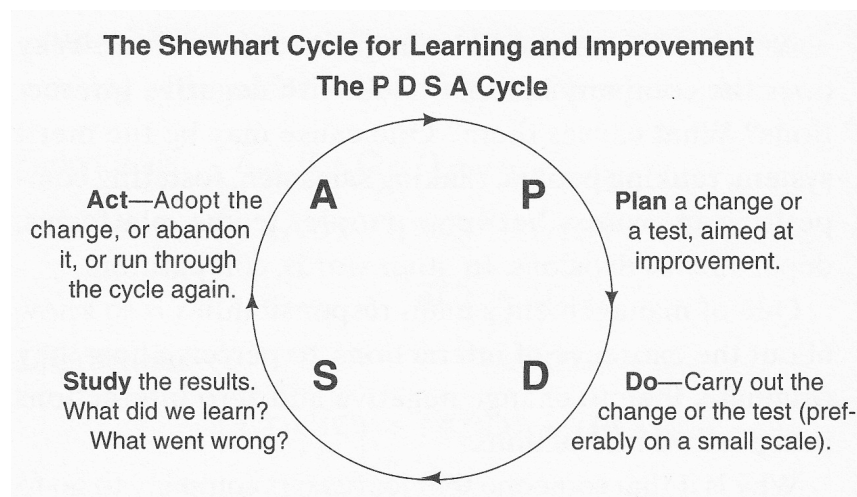 The Shewhart Cycle for Learning and Improvement
The P D S A Cycle
A
P
Act—Adopt the
change, or abandon
it, or run through
the cycle again.
Plan a change or
a test, aimed at
improvement.
S
D
Study the results.
What did we learn?
What went wrong?
Do—Carry out the
change or the test (pref-
erably on a small scale).